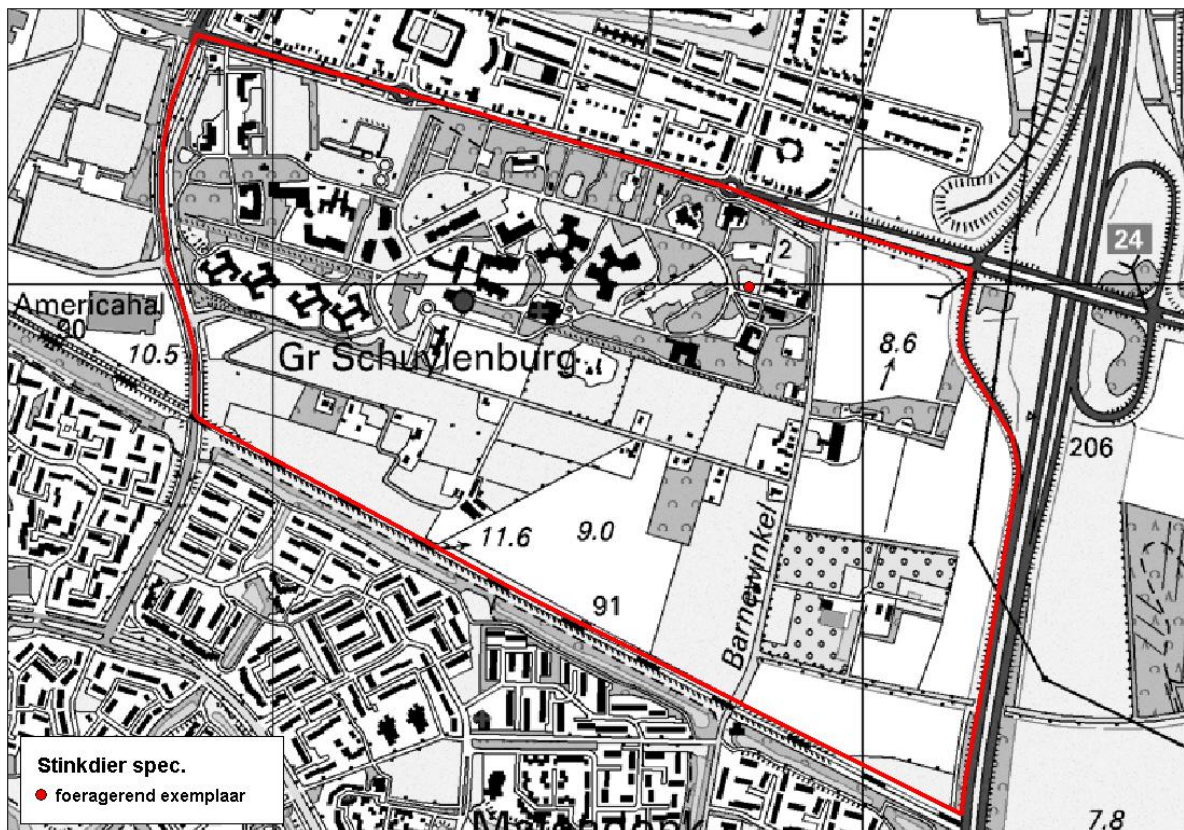 24
2
Americahal
90
10.5
Gr Schuylenburg
8.6
206
11.6
9.0
91
Barnewinkel
Stinkdier spec.
foeragerend exemplaar
7.8